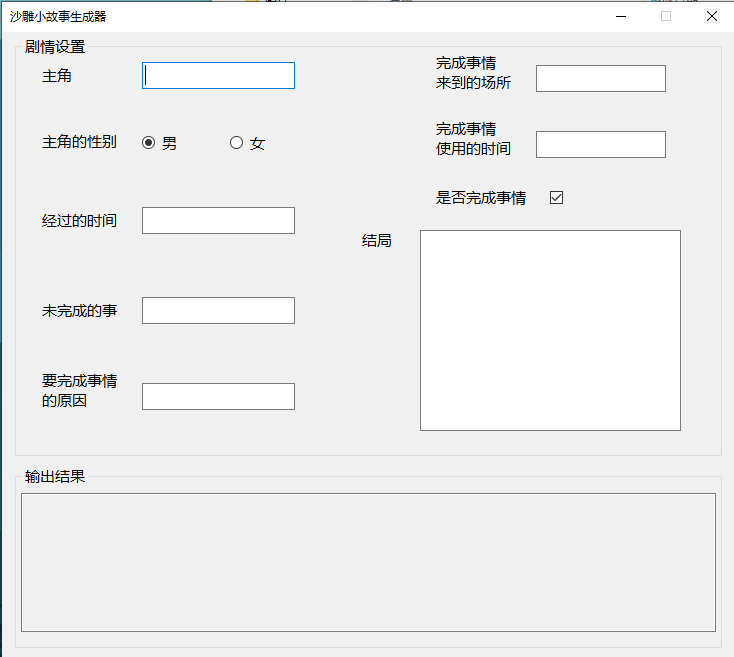 沙雕小故事生成器
剧情设置
主角
主角的性别
男
女
经过的时间
未完成的事
要完成事情
的原因
完成事情
来到的场所
完成事情
使用的时间
是否完成事情
结局
输出结果